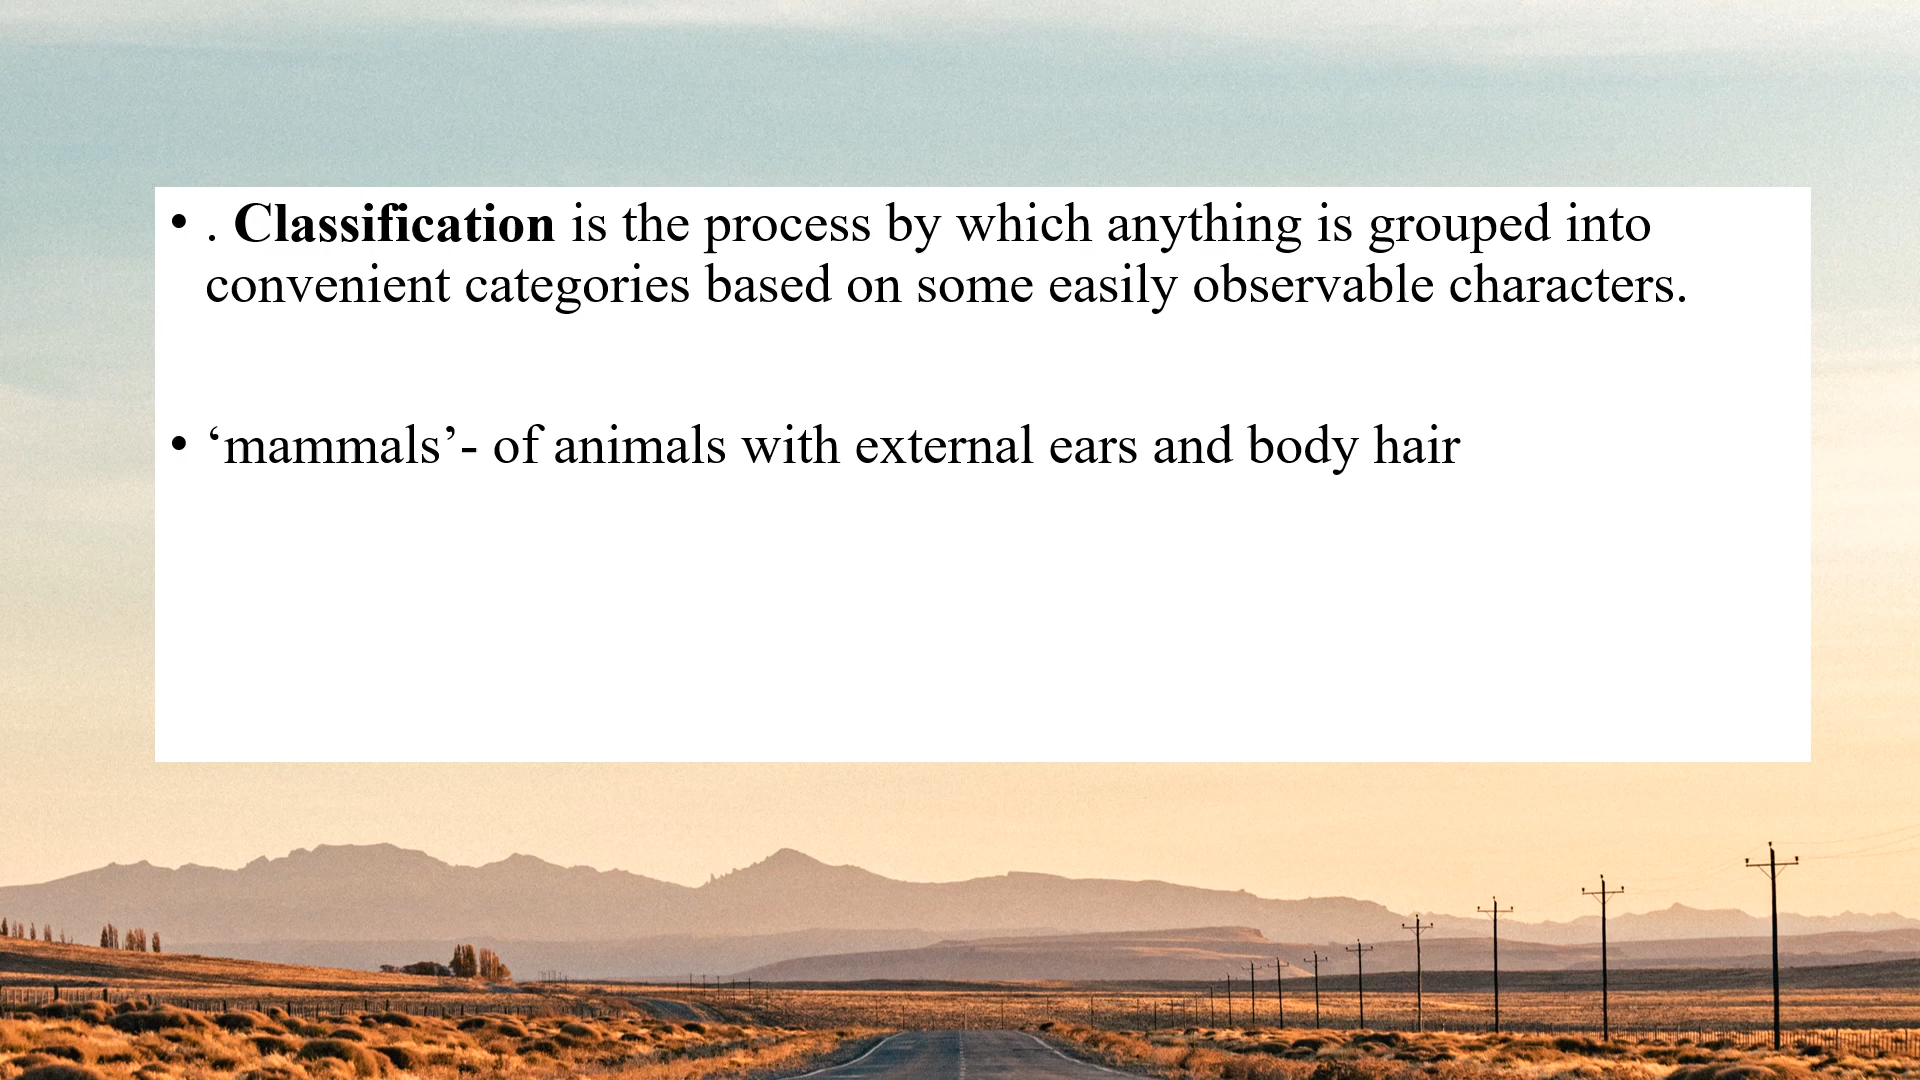 • . Classification is the process by which anything is grouped into
convenient categories based on some easily observable characters.
• ‘mammals’- of animals with external ears and body hair